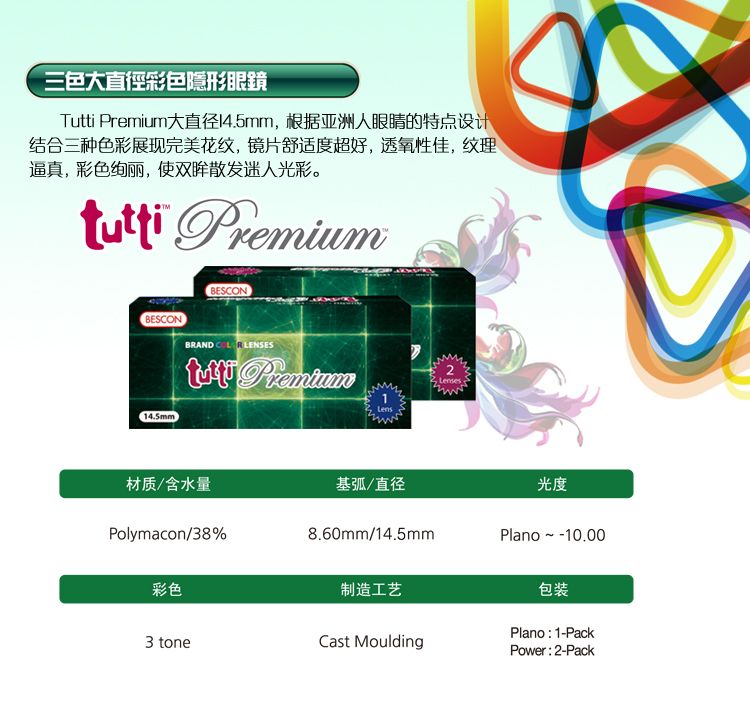 三色大直徑彩色隱形眼鏡
Tutti Premium大直径14.5mm, 根据亚洲人眼睛的特点设计
结合三种色彩展现完美花纹, 镜片舒适度超好, 透氧性佳, 纹理
逼真, 彩色绚丽, 使双眸散发迷人光彩。
tutti™ Premium™
BESCON
BESCON
BRAND COLOR LENSES
tutti™ Premium™
2
Lenses
1
Lens
14.5mm
材质/含水量 基弧/直径 光度
Polymacon/38% 8.60mm/14.5mm Plano ~ -10.00
彩色 制造工艺 包装
3 tone Cast Moulding Plano : 1-Pack
Power : 2-Pack